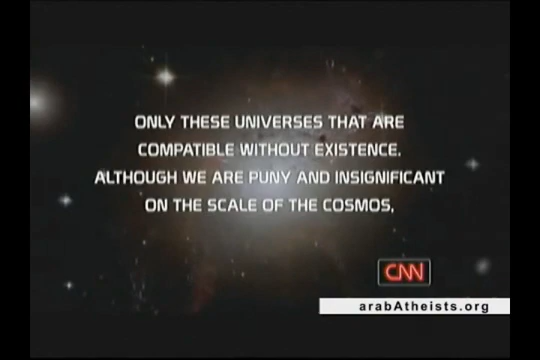 ONLY THESE UNIVERSES THAT ARE
COMPATIBLE WITHOUT EXISTENCE.
ALTHOUGH WE ARE PUNY AND INSIGNIFICANT
ON THE SCALE OF THE COSMOS,
CNN
arabAtheists.org